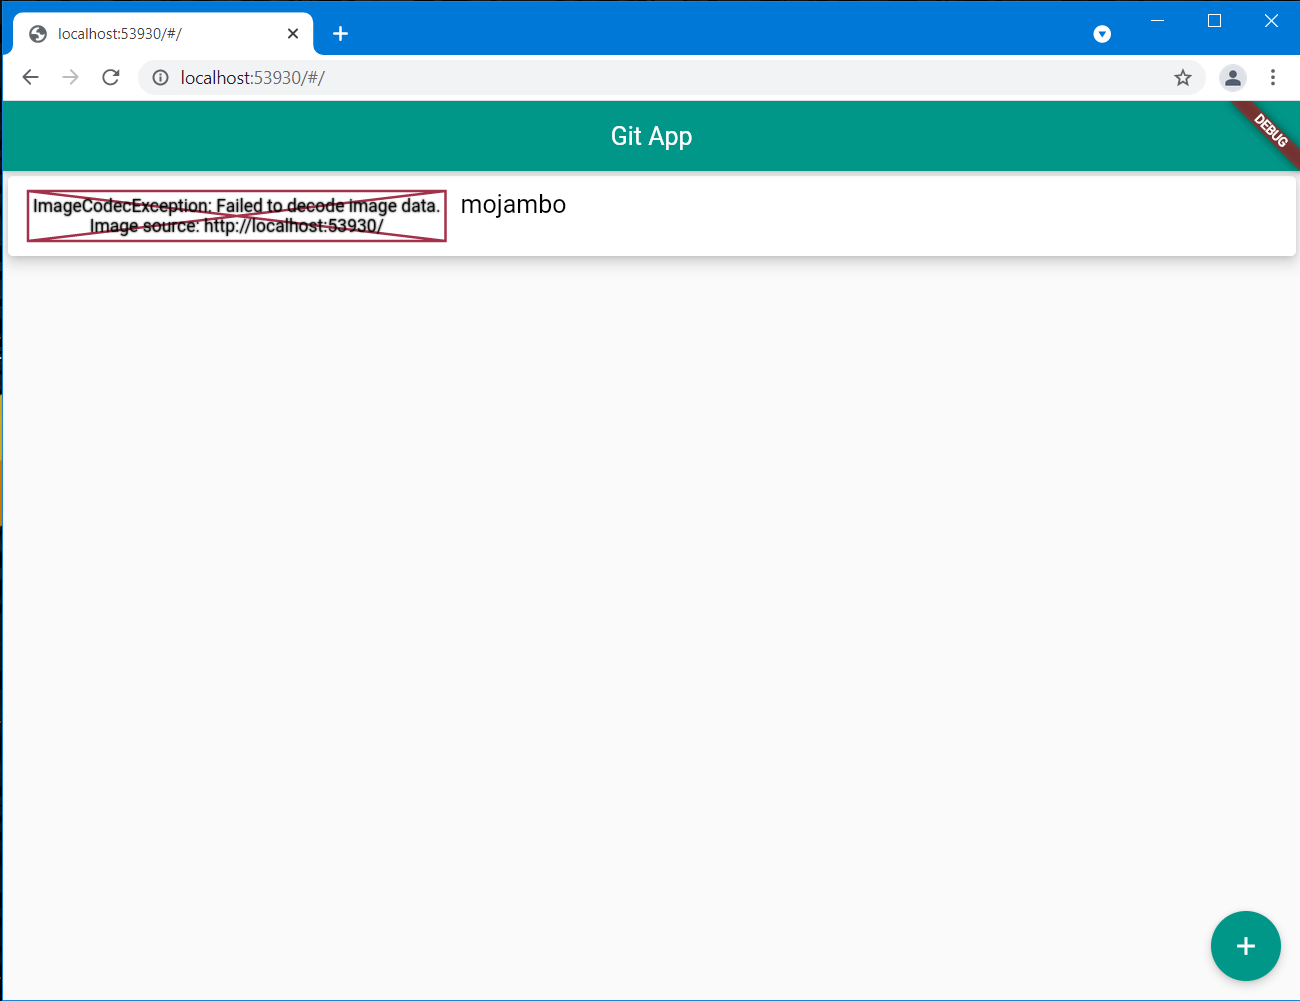 localhost:53930/#/
localhost:53930/#/
Git App
DEBUG
ImageCodecException: Failed to decode image data.
Image source: http://localhost:53930/
mojambo